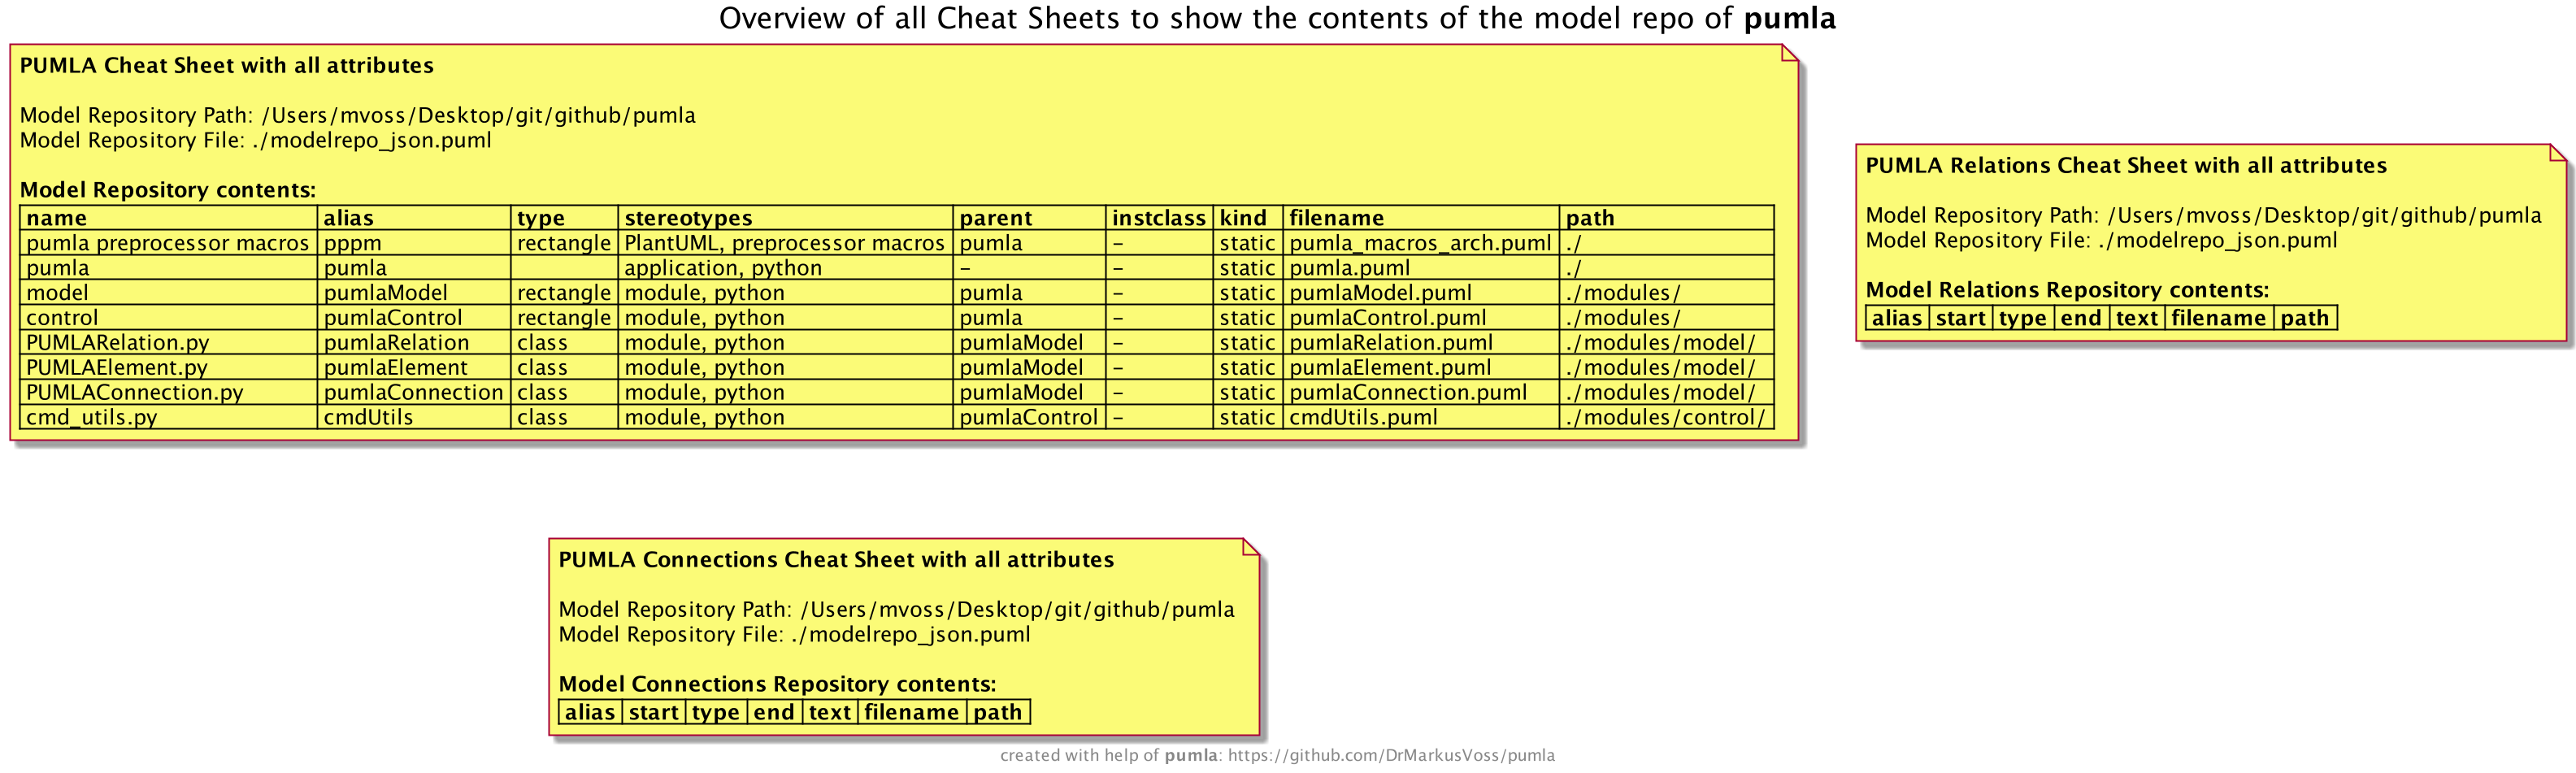 Overview of all Cheat Sheets to show the contents of the model repo of pumla
PUMLA Cheat Sheet with all attributes
Model Repository Path: /Users/mvoss/Desktop/git/github/pumla
Model Repository File: ./modelrepo_json.puml
Model Repository contents:
name alias type stereotypes parent instclass kind filename path
pumla preprocessor macros pppm rectangle PlantUML, preprocessor macros pumla - static pumla_macros_arch.puml ./
pumla pumla application, python - - static pumla.puml ./
model pumlaModel rectangle module, python pumla - static pumlaModel.puml ./modules/
control pumlaControl rectangle module, python pumla - static pumlaControl.puml ./modules/
PUMLARelation.py pumlaRelation class module, python pumlaModel - static pumlaRelation.puml ./modules/model/
PUMLAElement.py pumlaElement class module, python pumlaModel - static pumlaElement.puml ./modules/model/
PUMLAConnection.py pumlaConnection class module, python pumlaModel - static pumlaConnection.puml ./modules/model/
cmd_utils.py cmdUtils class module, python pumlaControl - static cmdUtils.puml ./modules/control/
PUMLA Relations Cheat Sheet with all attributes
Model Repository Path: /Users/mvoss/Desktop/git/github/pumla
Model Repository File: ./modelrepo_json.puml
Model Relations Repository contents:
alias start type end text filename path
PUMLA Connections Cheat Sheet with all attributes
Model Repository Path: /Users/mvoss/Desktop/git/github/pumla
Model Repository File: ./modelrepo_json.puml
Model Connections Repository contents:
alias start type end text filename path
created with help of pumla: https://github.com/DrMarkusVoss/pumla